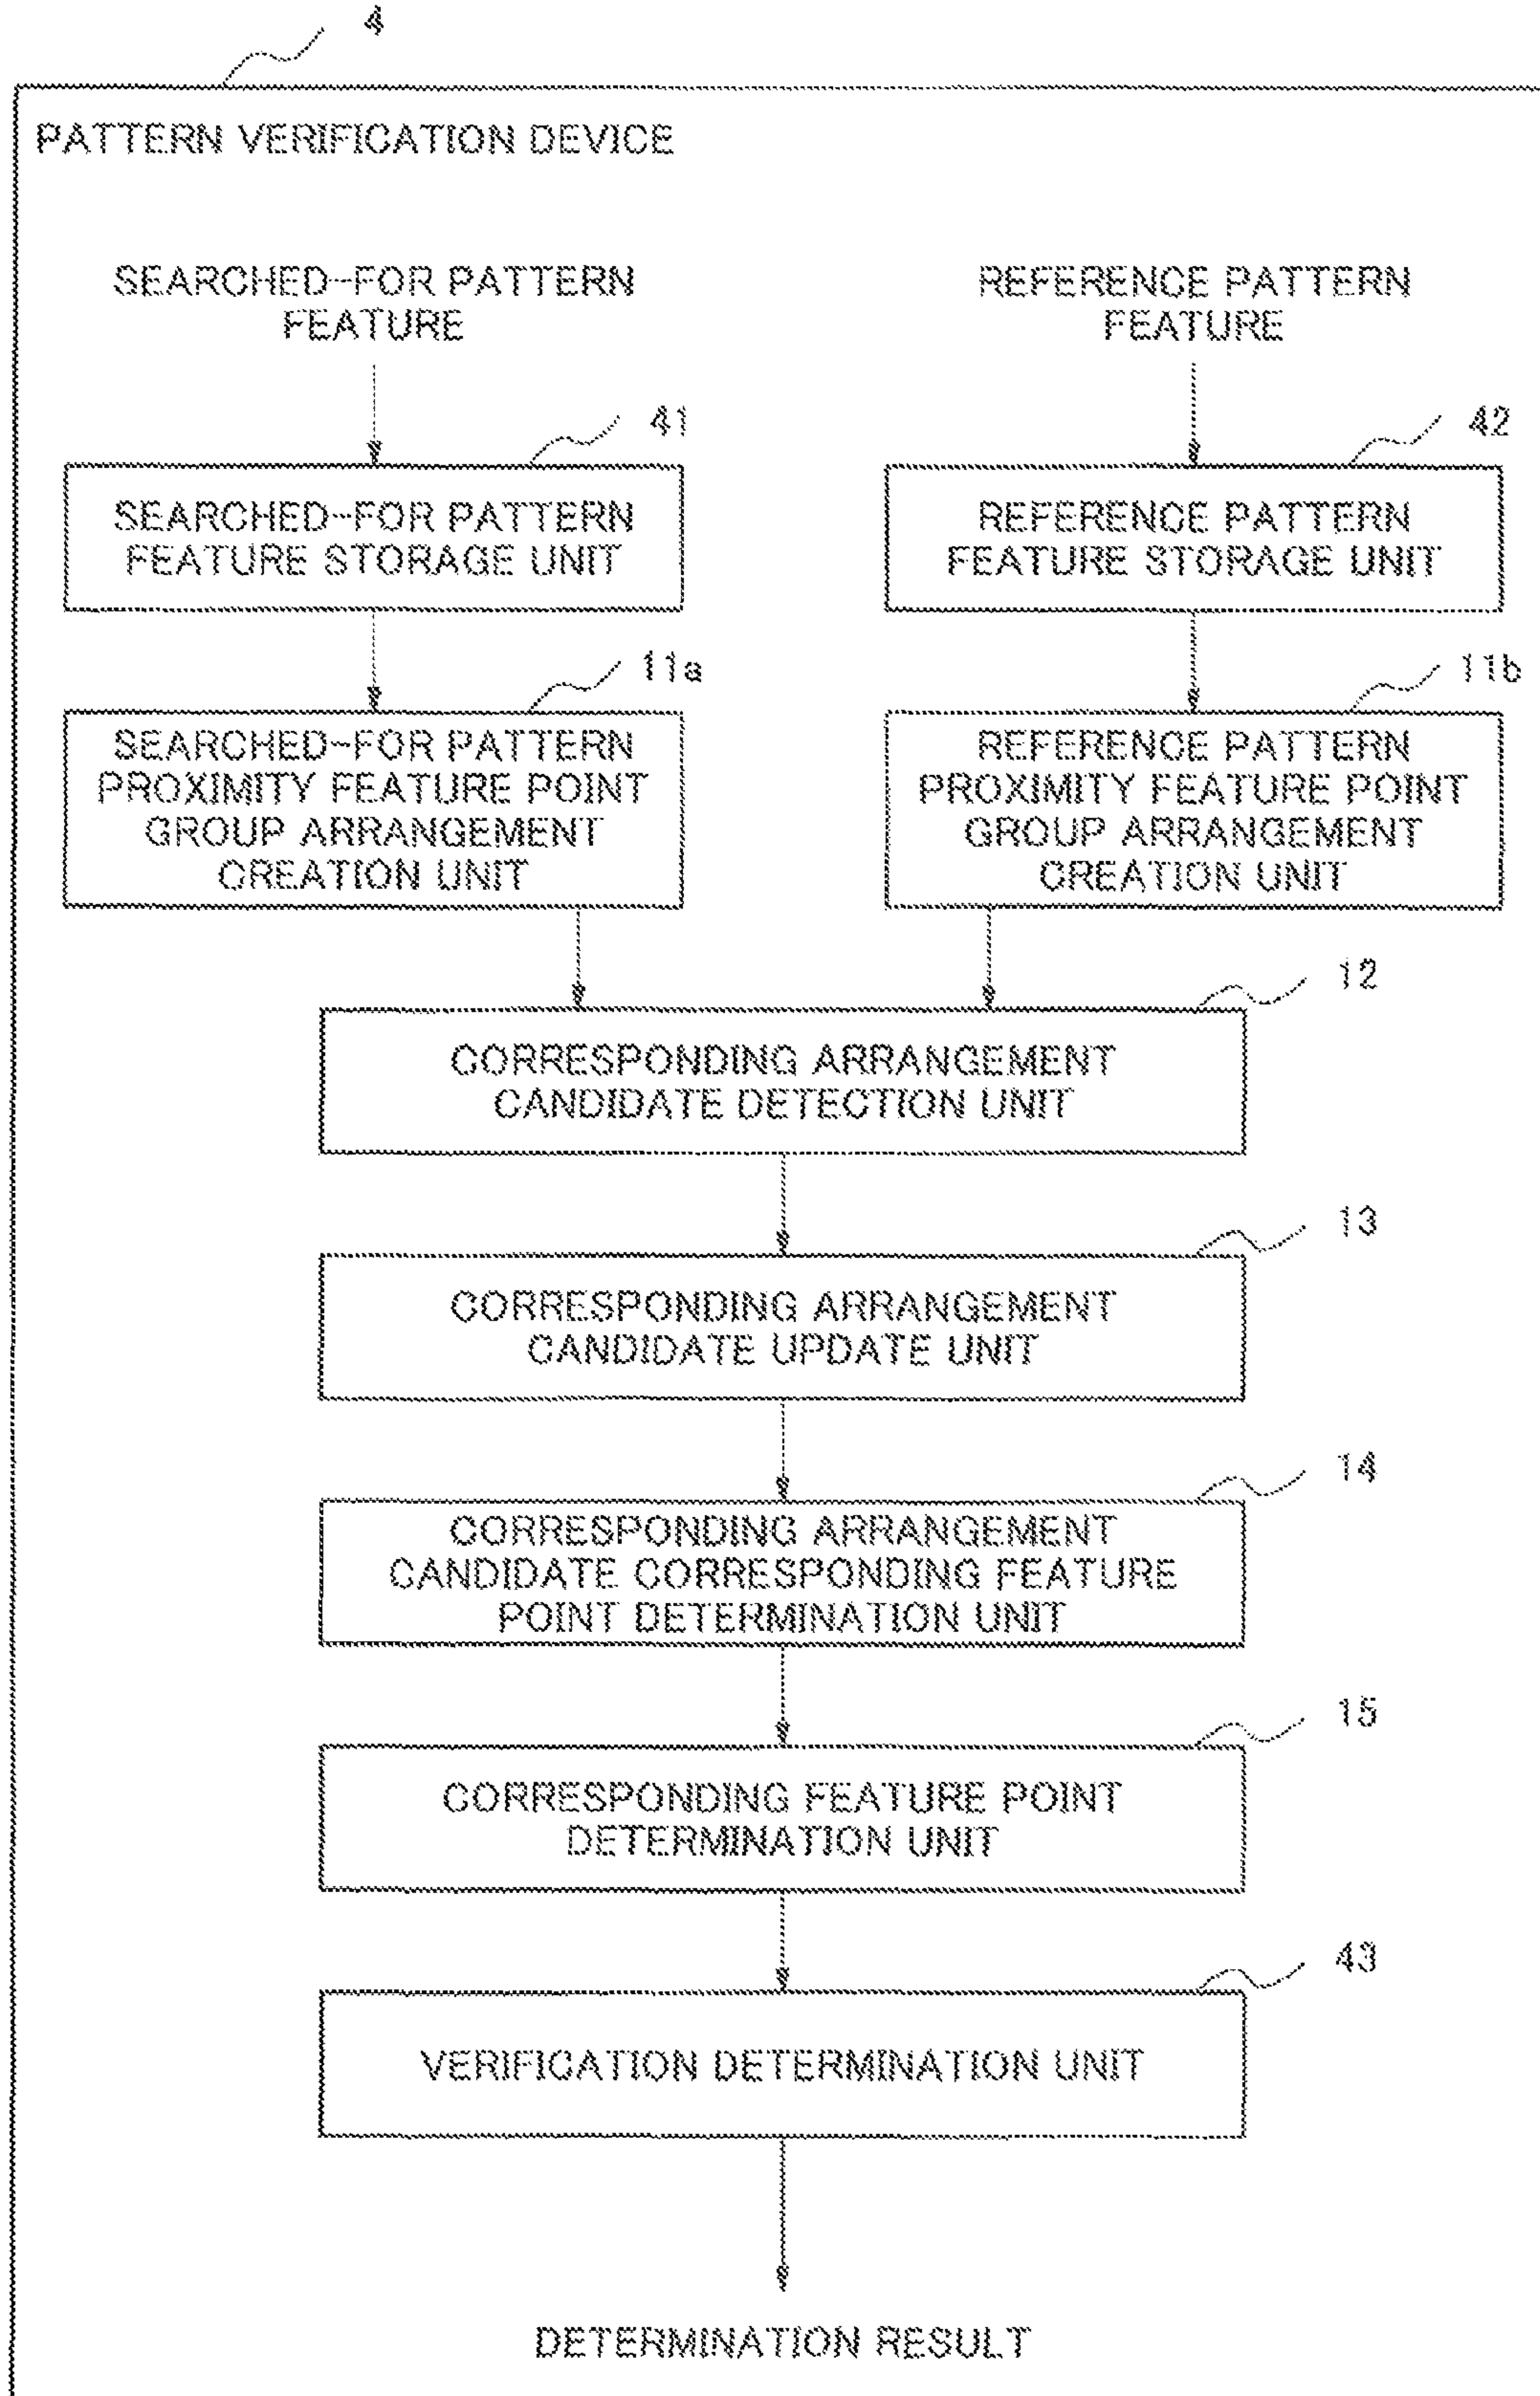 4
PATTERN VERIFICATION DEVICE
SEARCHED-FOR PATTERN
FEATURE
REFERENCE PATTERN
FEATURE
41
42
SEARCHED-FOR PATTERN
FEATURE STORAGE UNIT
REFERENCE PATTERN
FEATURE STORAGE UNIT
11a
11b
SEARCHED-FOR PATTERN
PROXIMITY FEATURE POINT
GROUP ARRANGEMENT
CREATION UNIT
REFERENCE PATTERN
PROXIMITY FEATURE POINT
GROUP ARRANGEMENT
CREATION UNIT
12
CORRESPONDING ARRANGEMENT
CANDIDATE DETECTION UNIT
13
CORRESPONDING ARRANGEMENT
CANDIDATE UPDATE UNIT
14
CORRESPONDING ARRANGEMENT
CANDIDATE CORRESPONDING FEATURE
POINT DETERMINATION UNIT
15
CORRESPONDING FEATURE POINT
DETERMINATION UNIT
43
VERIFICATION DETERMINATION UNIT
DETERMINATION RESULT